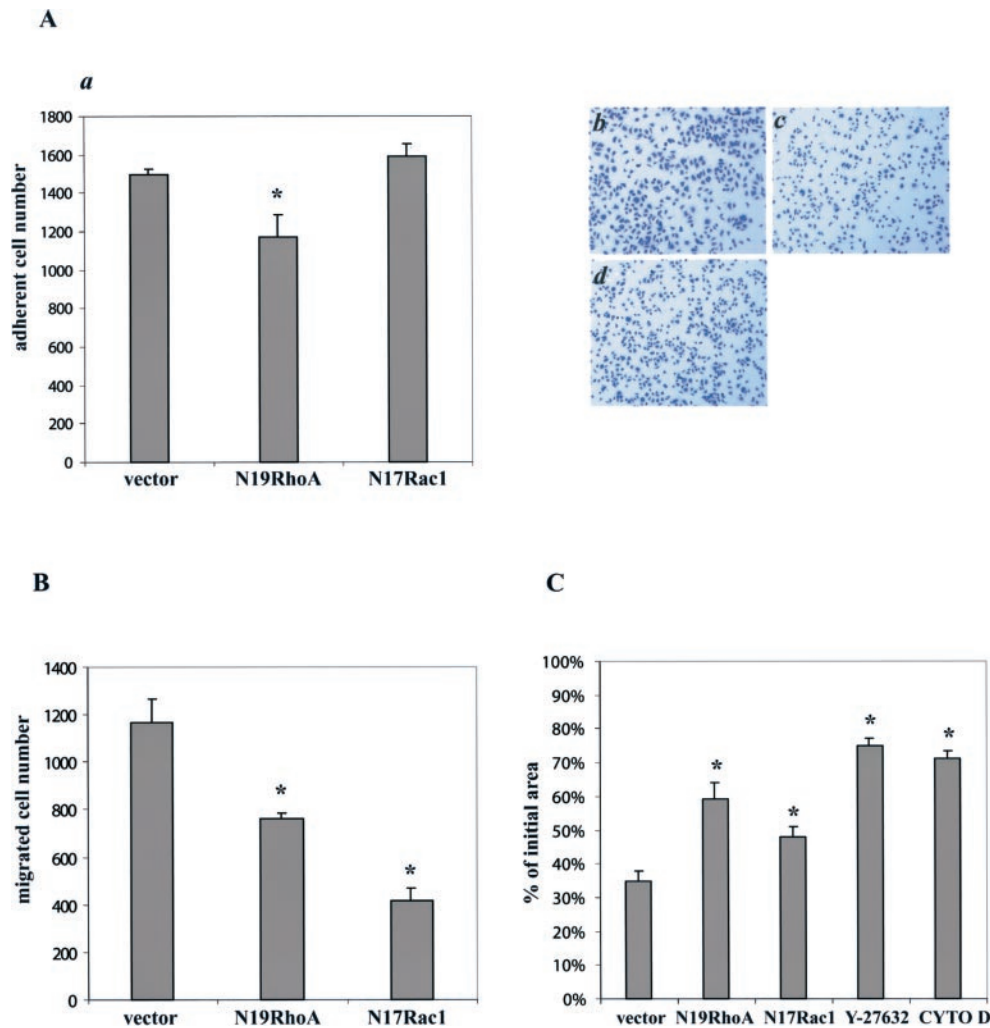 A
a
adherent cell number
1800
1600
1400
1200
1000
800
600
400
200
0
*
vector N19RhoA N17Rac1
b
c
d
B
migrated cell number
1400
1200
1000
800
600
400
200
0
*
*
vector N19RhoA N17Rac1
C
% of initial area
100%
90%
80%
70%
60%
50%
40%
30%
20%
10%
0%
*
*
*
*
vector N19RhoA N17Rac1 Y-27632 CYTO D